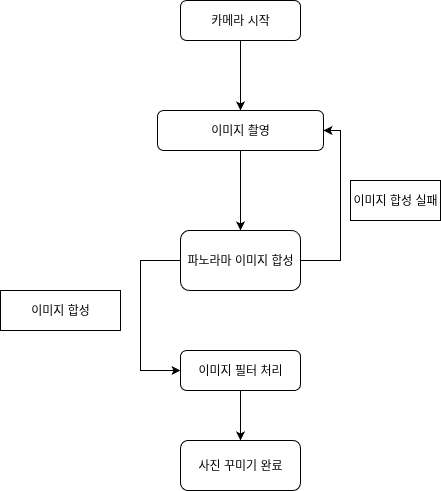 카메라 시작
이미지 촬영
이미지 합성 실패
파노라마 이미지 합성
이미지 합성
이미지 필터 처리
사진 꾸미기 완료